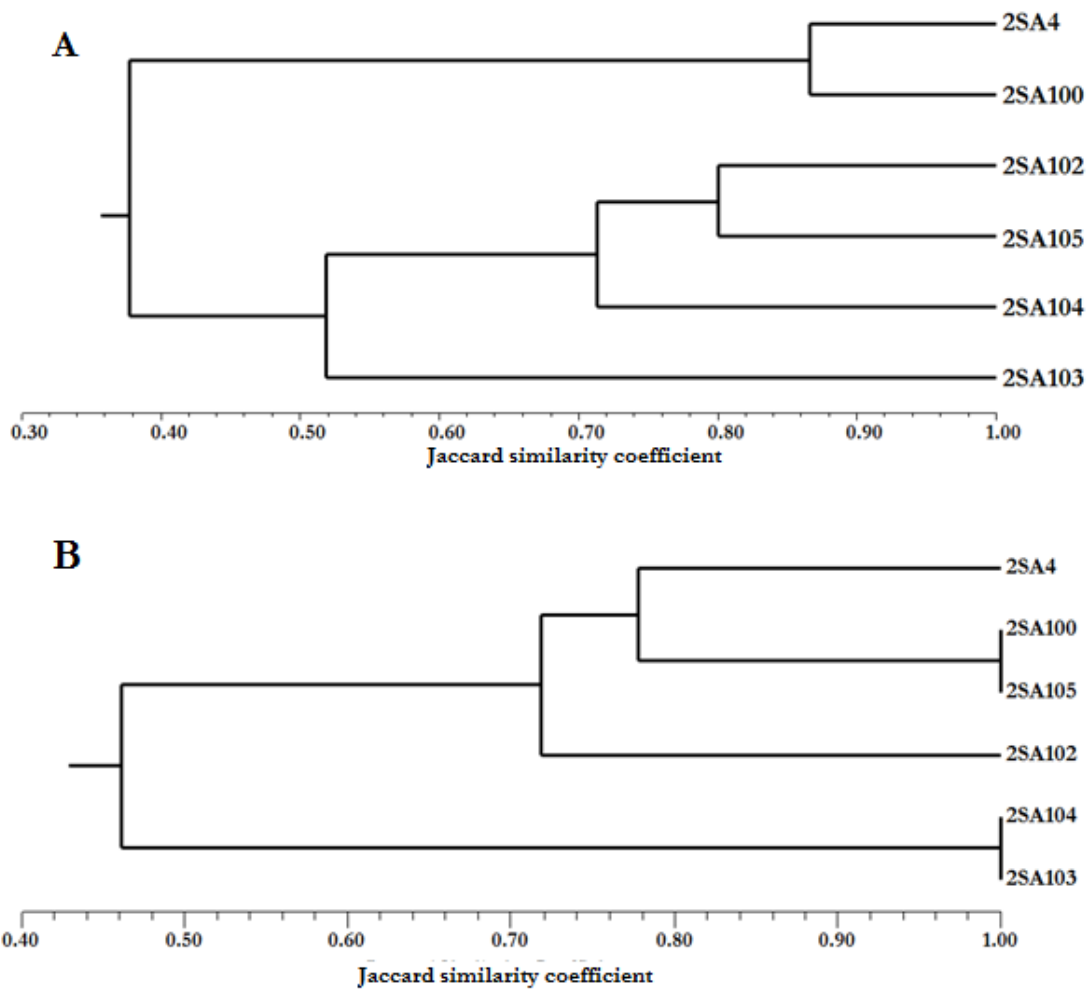 A
2SA4
2SA100
2SA102
2SA105
2SA104
2SA103
0.30 0.40 0.50 0.60 0.70 0.80 0.90 1.00
Jaccard similarity coefficient
B
2SA4
2SA100
2SA105
2SA102
2SA104
2SA103
0.40 0.50 0.60 0.70 0.80 0.90 1.00
Jaccard similarity coefficient